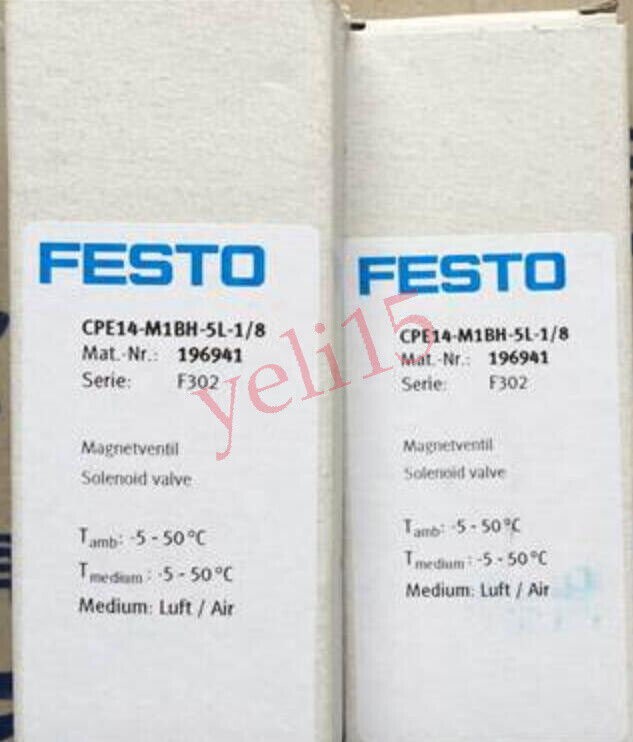 FESTO
CPE14-M1BH-5L-1/8
Mat.-Nr.: 196941
Serie: F302
Magnetventil
Solenoid valve
Tamb: -5 - 50°C
Tmedium: -5 - 50°C
Medium: Luft / Air
FESTO
CPE14-M1BH-5L-1/8
Mat.-Nr.: 196941
Serie: F302
Magnetventil
Solenoid valve
Tamb: -5 - 50°C
Tmedium: -5 - 50°C
Medium: Luft / Air
yeli15